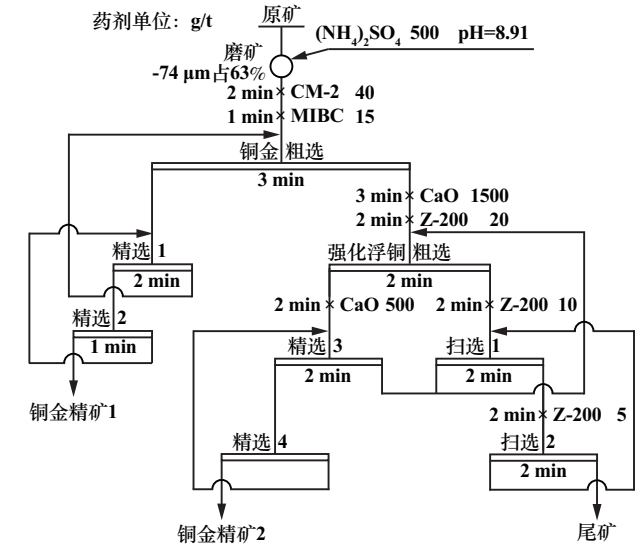 药剂单位：g/t
原矿
(NH4)2SO4 500 pH=8.91
磨矿
-74 μm占63%
2 min CM-2 40
1 min MIBC 15
铜金 粗选
3 min
3 min CaO 1500
2 min Z-200 20
精选 1
2 min
强化浮铜 粗选
2 min
精选 2
1 min
铜金精矿1
2 min CaO 500
2 min Z-200 10
精选 3
2 min
扫选 1
2 min
2 min Z-200 5
精选 4
扫选 2
2 min
铜金精矿2
尾矿